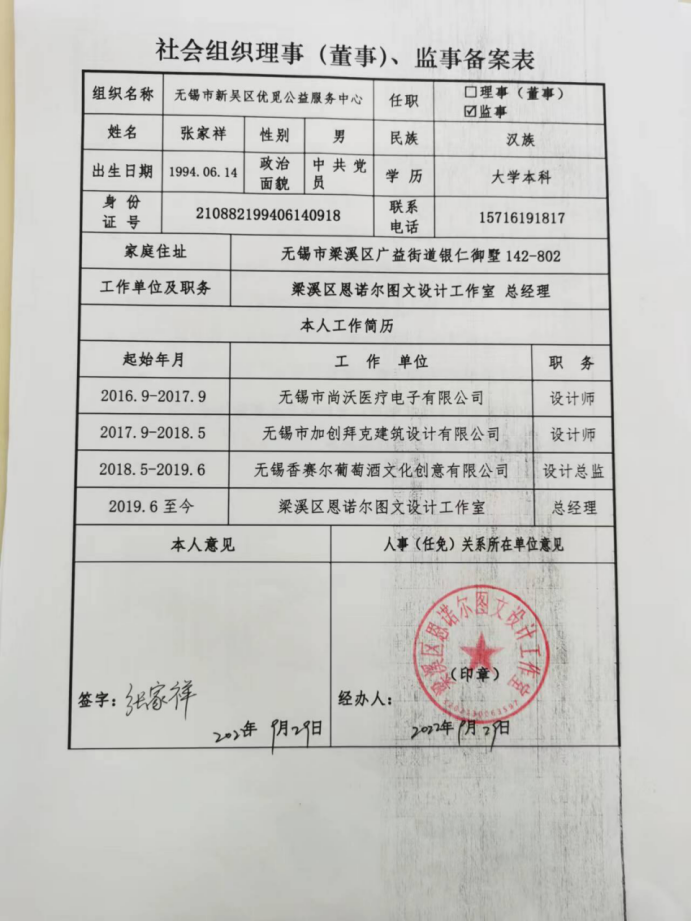 社会组织理事（董事）、监事备案表
组织名称 无锡市新吴区优觅公益服务中心 任职 □理事（董事）
☑监事
姓名 张家祥 性别 男 民族 汉族
出生日期 1994.06.14 政治面貌 中共党员 学历 大学本科
身份证号 210882199406140918 联系电话 15716191817
家庭住址 无锡市梁溪区广益街道银仁御墅 142-802
工作单位及职务 梁溪区恩诺尔图文设计工作室 总经理
本人工作简历
起始年月 工作单位 职务
2016.9-2017.9 无锡市尚沃医疗电子有限公司 设计师
2017.9-2018.5 无锡市加创拜克建筑设计有限公司 设计师
2018.5-2019.6 无锡香赛尔葡萄酒文化创意有限公司 设计总监
2019.6 至今 梁溪区恩诺尔图文设计工作室 总经理
本人意见 人事（任免）关系所在单位意见
梁溪区恩诺尔图文设计工作室
（印章）
签字：张家祥 经办人：
2022年 9月29日 2022年9月29日